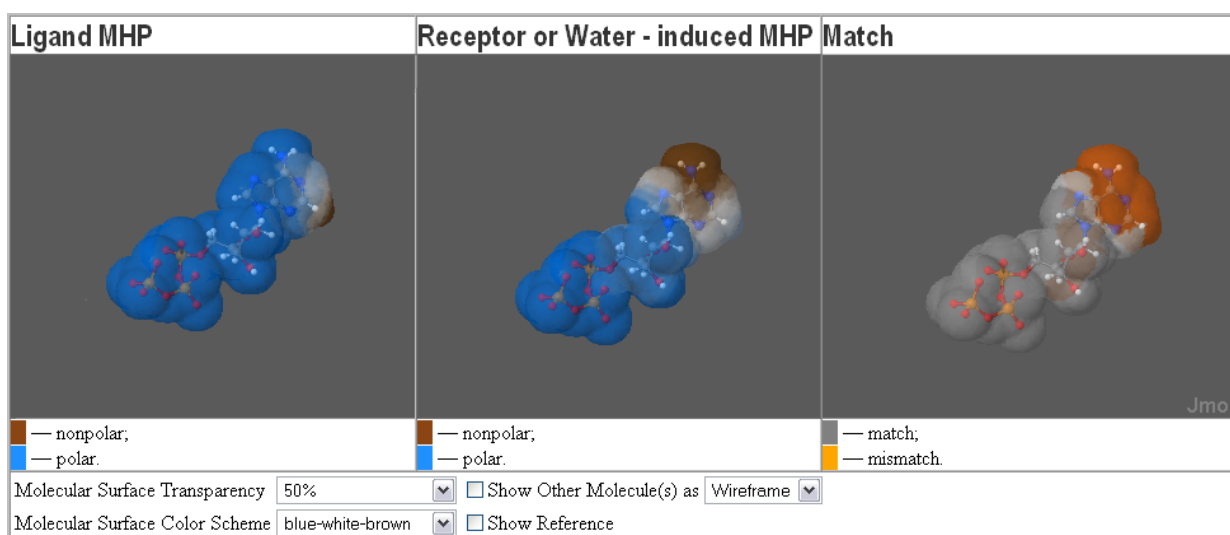 Ligand MHP
Receptor or Water - induced MHP
Match
Jmo
— nonpolar;
— polar.
— nonpolar;
— polar.
— match;
— mismatch.
Molecular Surface Transparency 50% Show Other Molecule(s) as Wireframe
Molecular Surface Color Scheme blue-white-brown Show Reference